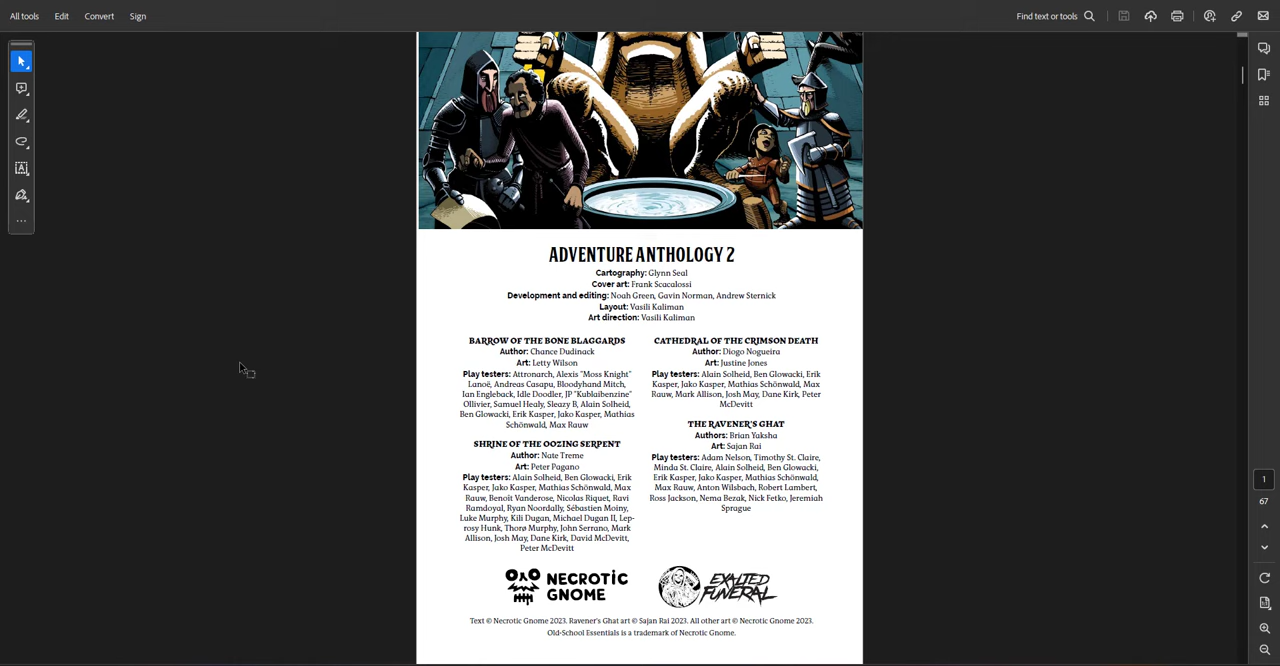 All tools Edit Convert Sign Find text or tools
ADVENTURE ANTHOLOGY 2
Cartography: Glynn Seal
Cover art: Frank Scacalossi
Development and editing: Noah Green, Gavin Norman, Andrew Sternick
Layout: Vasili Kaliman
Art direction: Vasili Kaliman
BARROW OF THE BONE BLAGGARDS
Author: Chance Dudinack
Art: Letty Wilson
Play testers: Attronarch, Alexis "Moss Knight"
Lanoë, Andreas Casapu, Bloodyhand Mitch,
Ian Engleback, Idle Doodler, JP "Kublaibenzine"
Ollivier, Samuel Healy, Sleazy B, Alain Solheid,
Ben Glowacki, Erik Kasper, Jako Kasper, Mathias
Schönwald, Max Rauw
SHRINE OF THE OOZING SERPENT
Author: Nate Treme
Art: Peter Pagano
Play testers: Alain Solheid, Ben Glowacki, Erik
Kasper, Jako Kasper, Mathias Schönwald, Max
Rauw, Benoît Vanderose, Nicolas Riquet, Ravi
Ramdoyal, Ryan Noordally, Sébastien Moiny,
Luke Murphy, Kili Dugan, Michael Dugan II, Lep-
rosy Hunk, Thorø Murphy, John Serrano, Mark
Allison, Josh May, Dane Kirk, David McDevitt,
Peter McDevitt
CATHEDRAL OF THE CRIMSON DEATH
Author: Diogo Nogueira
Art: Justine Jones
Play testers: Alain Solheid, Ben Glowacki, Erik
Kasper, Jako Kasper, Mathias Schönwald, Max
Rauw, Mark Allison, Josh May, Dane Kirk, Peter
McDevitt
THE RAVENER'S GHAT
Authors: Brian Yaksha
Art: Sajan Rai
Play testers: Adam Nelson, Timothy St. Claire,
Minda St. Claire, Alain Solheid, Ben Glowacki,
Erik Kasper, Jako Kasper, Mathias Schönwald,
Max Rauw, Anton Wilsbach, Robert Lambert,
Ross Jackson, Nema Bezak, Nick Fetko, Jeremiah
Sprague
NECROTIC
GNOME
EXALTED
FUNERAL
Text © Necrotic Gnome 2023. Ravener's Ghat art © Sajan Rai 2023. All other art © Necrotic Gnome 2023.
Old-School Essentials is a trademark of Necrotic Gnome.
1
67